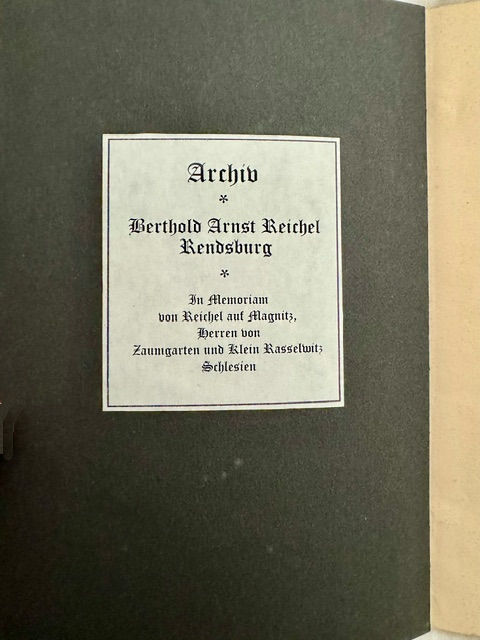 Archiv
*
Berthold Arnst Reichel
Rendsburg
*
In Memoriam
von Reichel auf Magnitz,
Herren von
Zaumgarten und Klein Rasselwitz
Schlesien